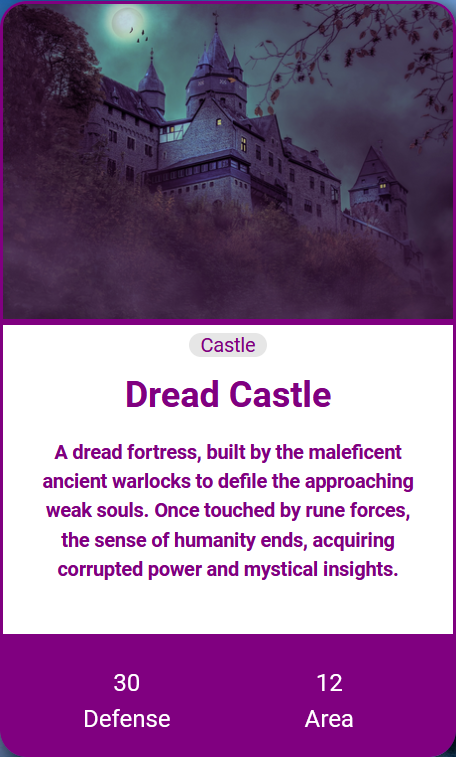 Castle
Dread Castle
A dread fortress, built by the maleficent
ancient warlocks to defile the approaching
weak souls. Once touched by rune forces,
the sense of humanity ends, acquiring
corrupted power and mystical insights.
30
Defense
12
Area